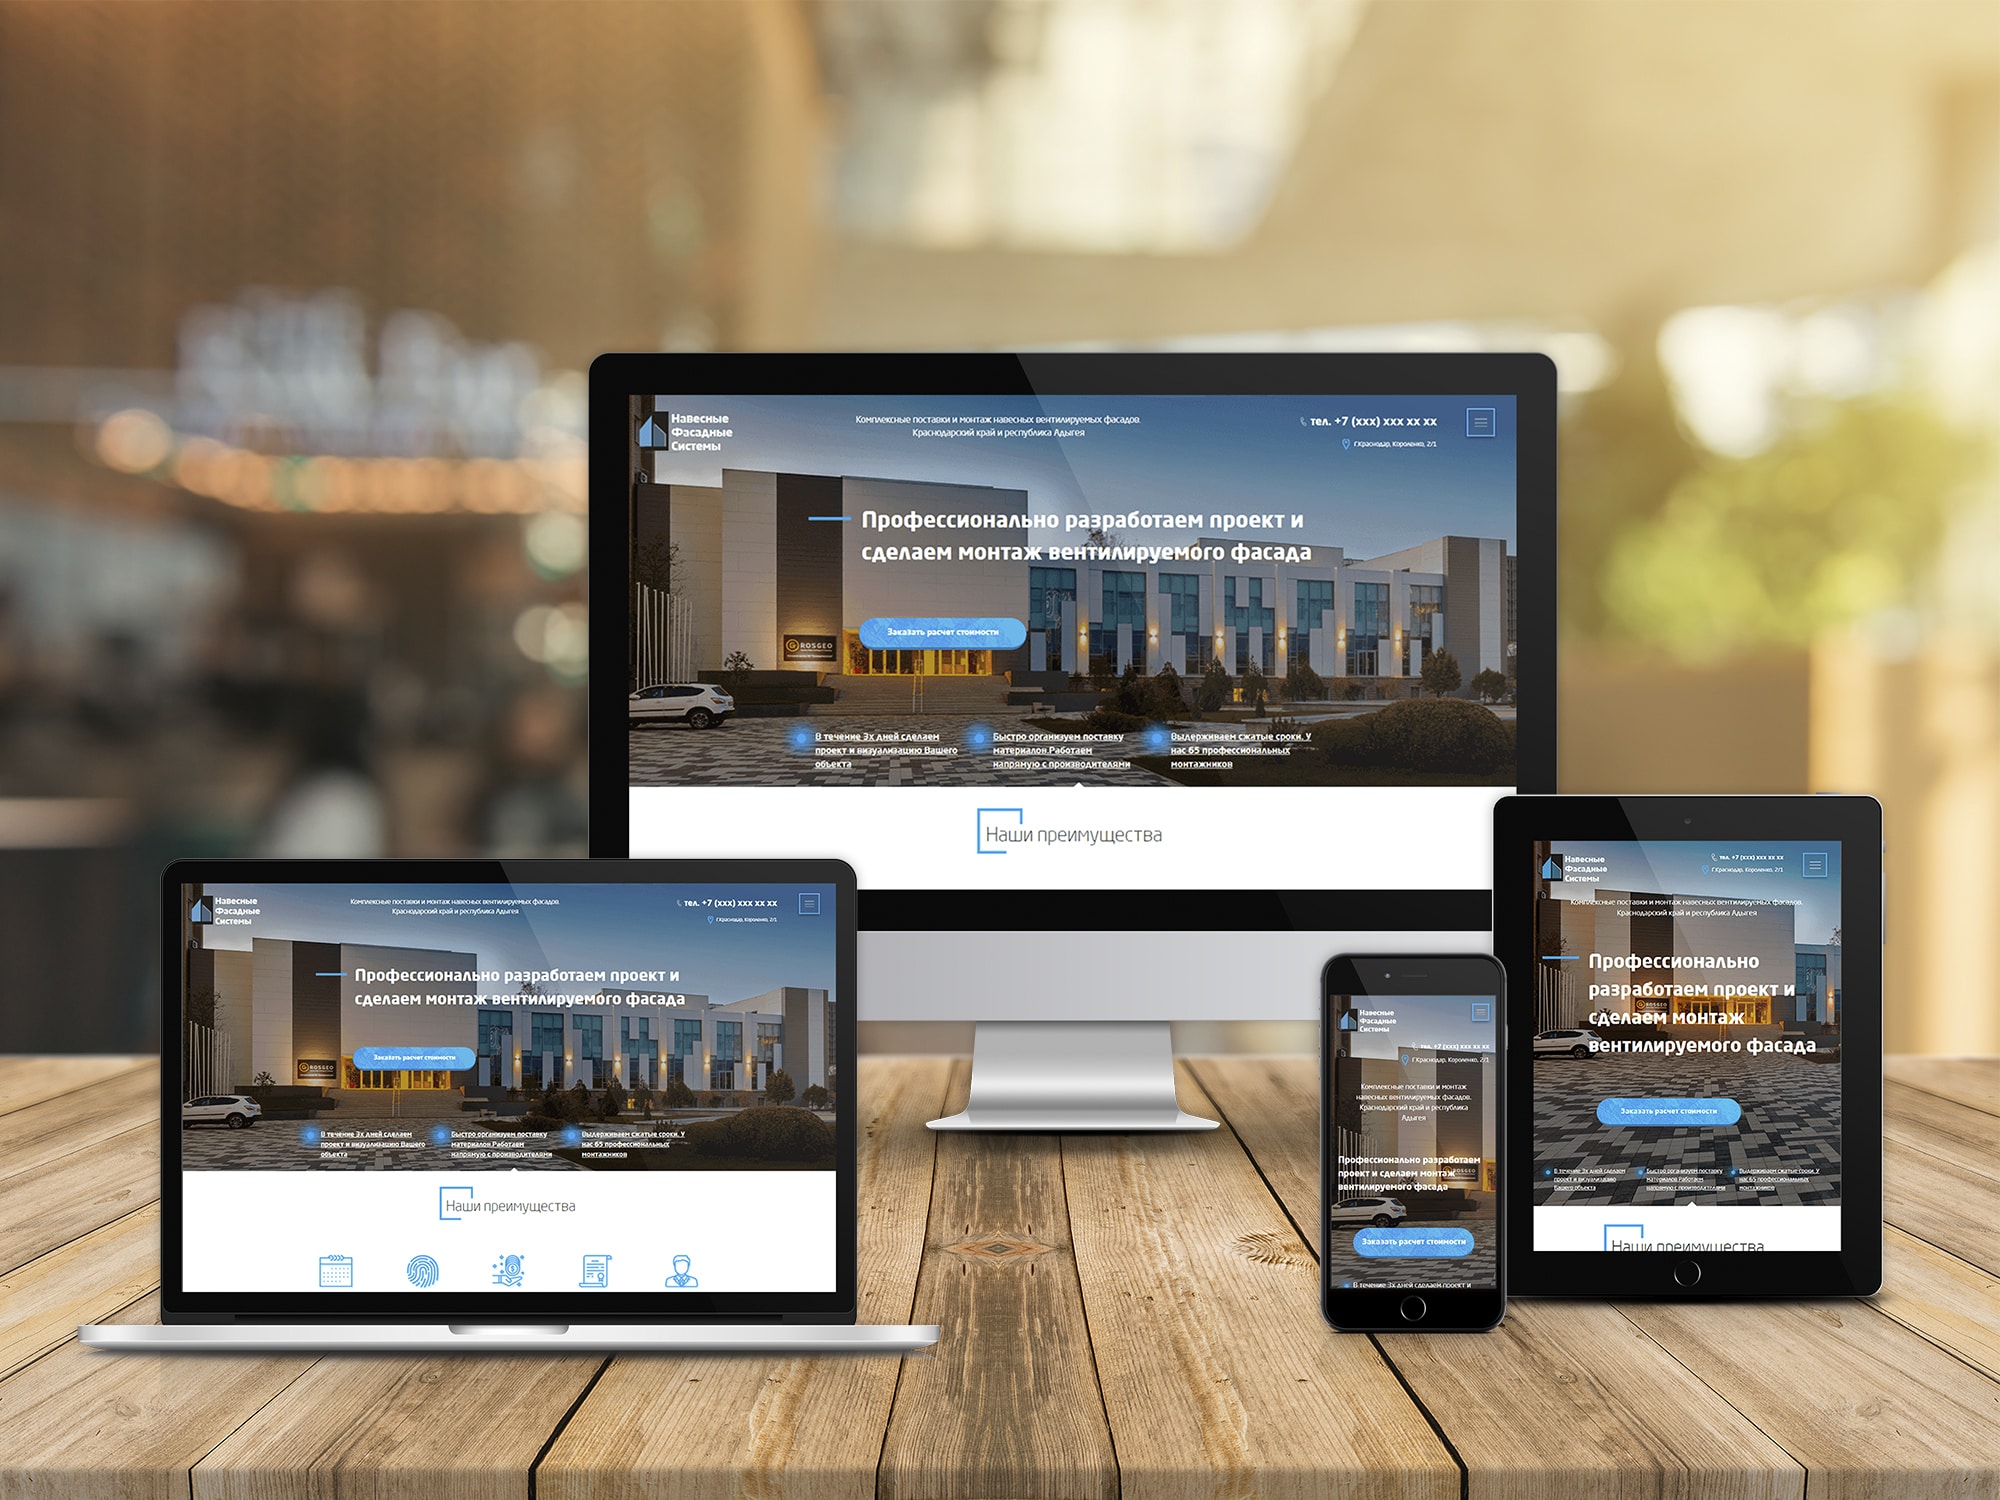 Навесные
Фасадные
Системы
Комплексные поставки и монтаж навесных вентилируемых фасадов.
Краснодарский край и республика Адыгея
тел. +7 (xxx) xxx xx xx
Г.Краснодар, Короленко, 2/1
Профессионально разработаем проект и
сделаем монтаж вентилируемого фасада
ROSGEO
Заказать расчет стоимости
В течение 3х дней сделаем
проект и визуализацию Вашего
объекта
Быстро организуем поставку
материалов.Работаем
напрямую с производителями
Выдерживаем сжатые сроки. У
нас 65 профессиональных
монтажников
Наши преимущества
Навесные
Фасадные
Системы
Комплексные поставки и монтаж навесных вентилируемых фасадов.
Краснодарский край и республика Адыгея
тел. +7 (xxx) xxx xx xx
Г.Краснодар, Короленко, 2/1
Профессионально разработаем проект и
сделаем монтаж вентилируемого фасада
ROSGEO
Заказать расчет стоимости
В течение 3х дней сделаем
проект и визуализацию Вашего
объекта
Быстро организуем поставку
материалов.Работаем
напрямую с производителями
Выдерживаем сжатые сроки. У
нас 65 профессиональных
монтажников
Наши преимущества
Навесные
Фасадные
Системы
тел. +7 (xxx) xxx xx xx
Г.Краснодар, Короленко, 2/1
Комплексные поставки и монтаж
навесных вентилируемых фасадов.
Краснодарский край и республика
Адыгея
Профессионально разработаем
проект и сделаем монтаж
вентилируемого фасада
ROSGEO
Заказать расчет стоимости
В течение 3х дней сделаем проект и
Навесные
Фасадные
Системы
тел. +7 (xxx) xxx xx xx
Г.Краснодар, Короленко, 2/1
Комплексные поставки и монтаж навесных вентилируемых фасадов.
Краснодарский край и республика Адыгея
Профессионально
разработаем проект и
сделаем монтаж
вентилируемого фасада
ROSGEO
Заказать расчет стоимости
В течение 3х дней сделаем
проект и визуализацию
Вашего объекта
Быстро организуем поставку
материалов.Работаем
напрямую с производителями
Выдерживаем сжатые сроки. У
нас 65 профессиональных
монтажников
Наши преимущества